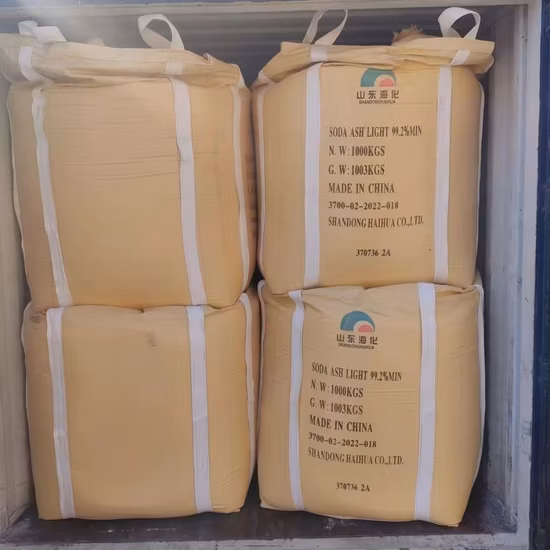 山东海化
SHANDONGHAIHUA
SODA ASH LIGHT 99.2%MIN
N. W: 1000KGS
G. W: 1003KGS
MADE IN CHINA
3700-02-2022-018
SHANDONG HAIHUA CO.,LTD.
370736 2A
山东海化
SHANDONGHAIHUA
SODA ASH LIGHT 99.2%MIN
N. W: 1000KGS
G. W: 1003KGS
MADE IN CHINA
3700-02-2022-018
SHANDONG HAIHUA CO.,LTD.
370736 2A